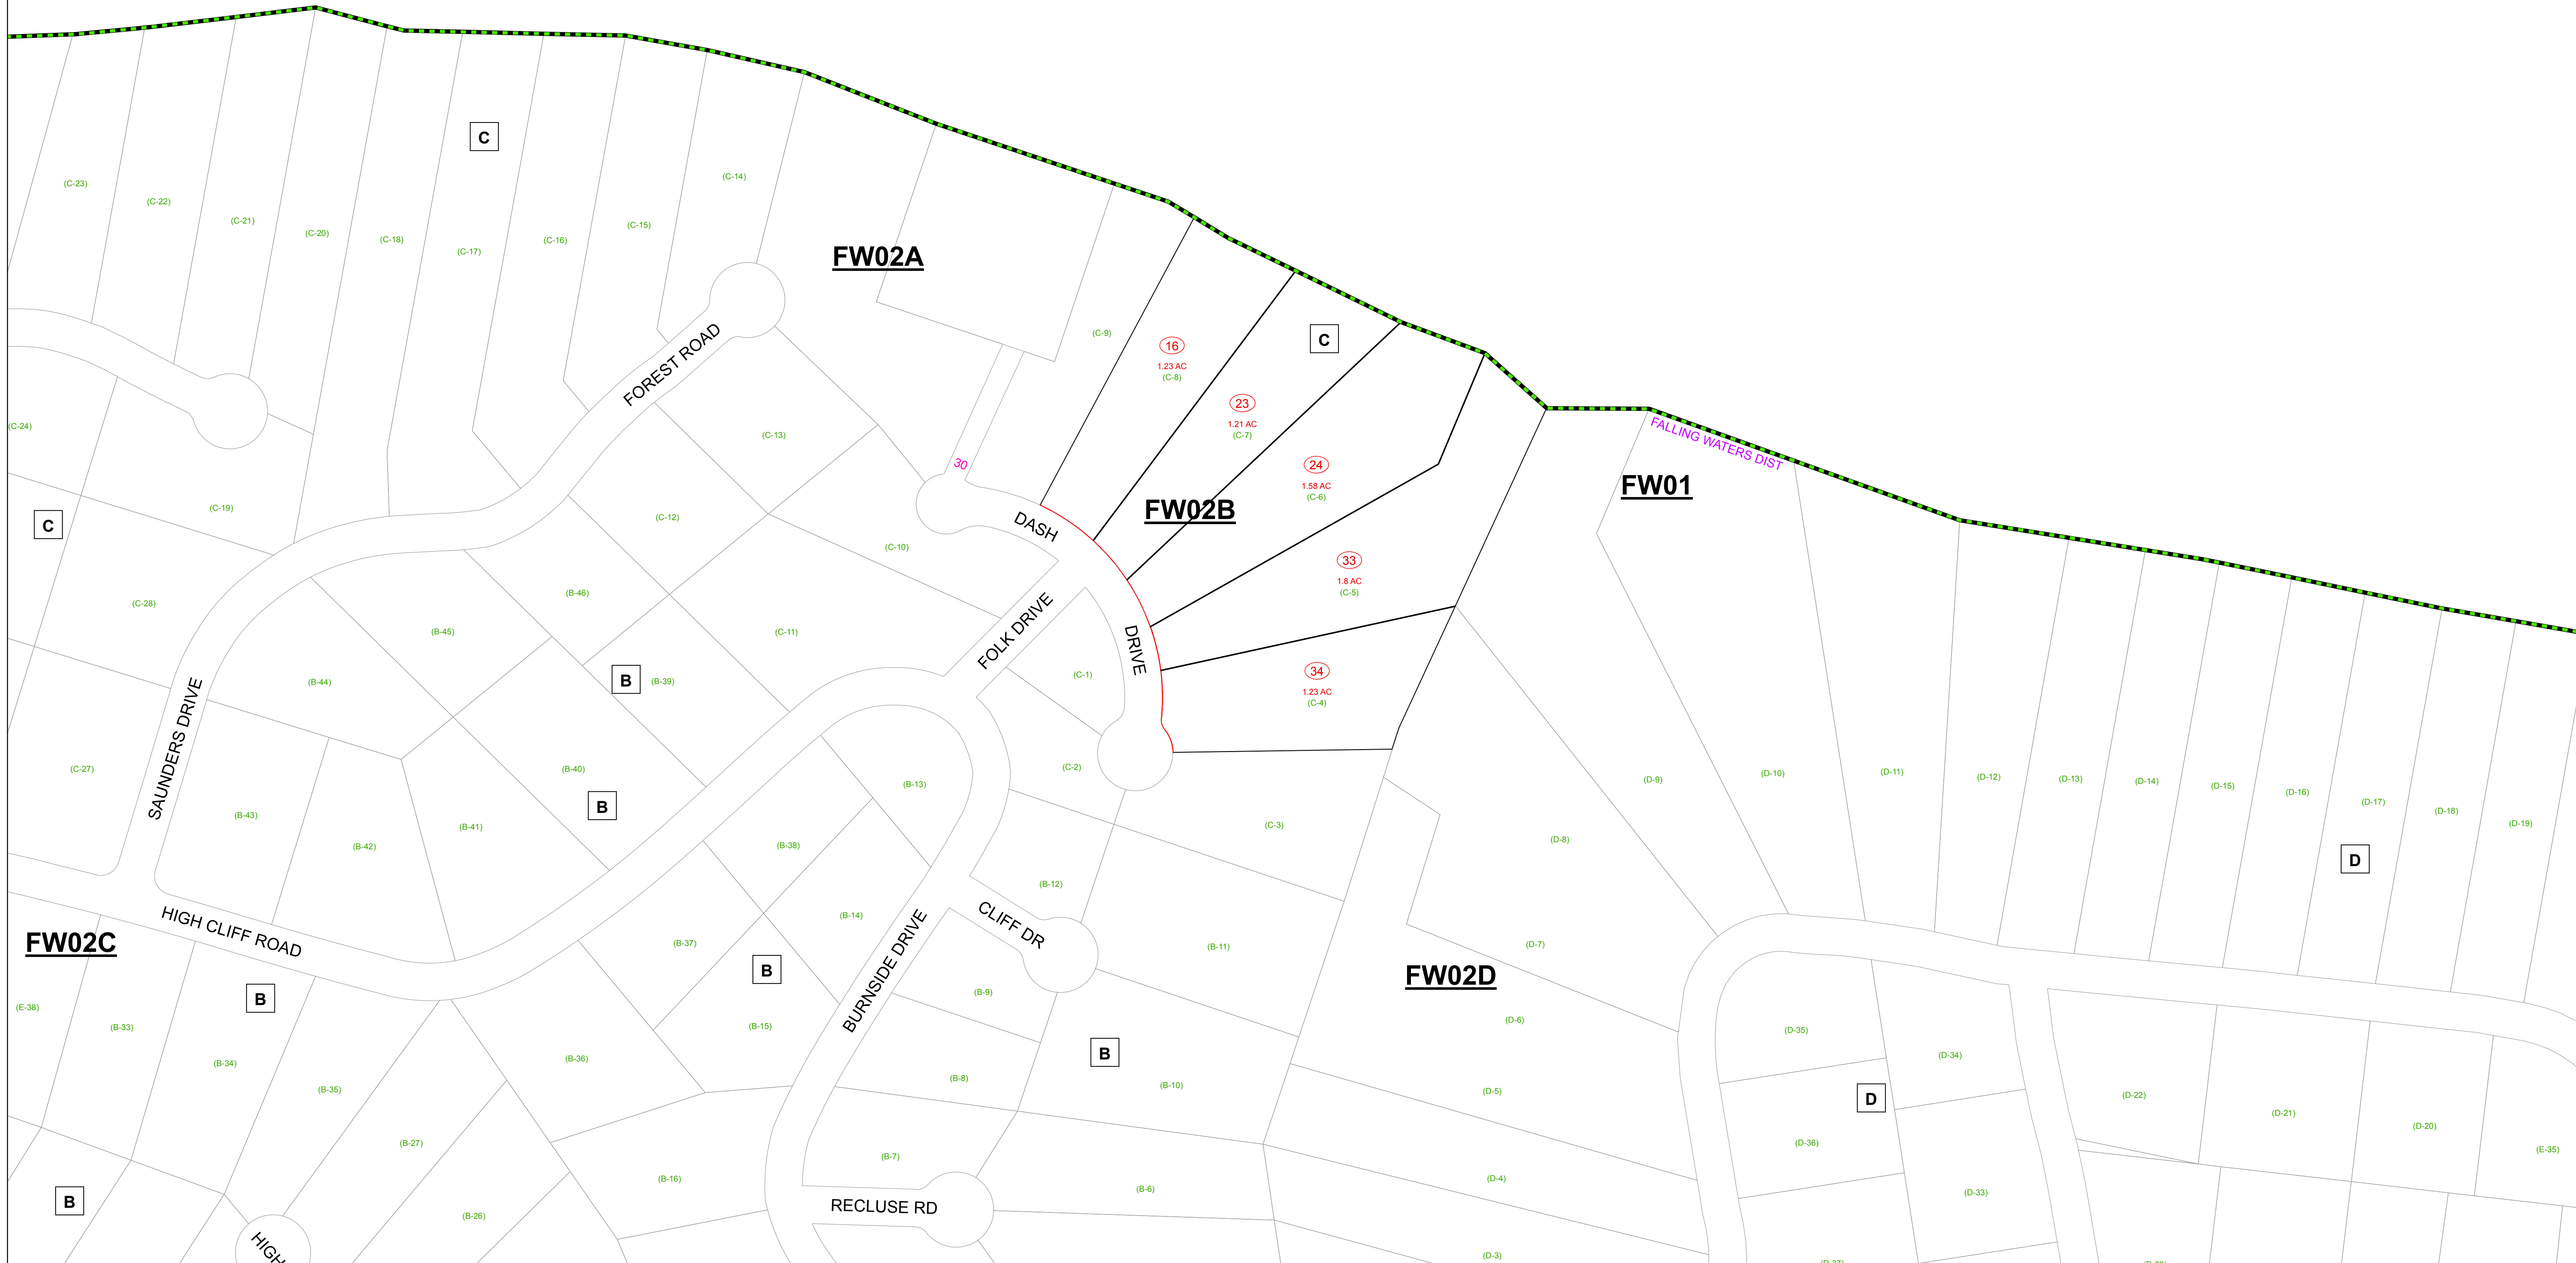 C
(C-14)
(C-23)
(C-22)
(C-21)
(C-15)
(C-20)
(C-18)
(C-16)
(C-17)
FW02A
(C-9)
C
16
1.23 AC
(C-8)
FOREST ROAD
23
1.21 AC
(C-7)
(C-24)
(C-13)
FALLING WATERS DIST
30
24
1.58 AC
(C-6)
FW01
(C-19)
FW02B
(C-12)
C
DASH
DRIVE
(C-10)
33
1.8 AC
(C-5)
(B-46)
(C-28)
(B-45)
(C-11)
FOLK DRIVE
(C-1)
34
1.23 AC
(C-4)
B
(B-39)
(B-44)
SAUNDERS DRIVE
(C-27)
(B-40)
(C-2)
B
(B-13)
(D-9)
(D-10)
(D-11)
(D-12)
(D-13)
(D-14)
(D-15)
(D-16)
(D-17)
(D-18)
(D-19)
(B-43)
(B-41)
(C-3)
(B-42)
(B-38)
(D-8)
D
(B-12)
HIGH CLIFF ROAD
(B-14)
CLIFF DR
FW02C
(B-37)
(B-11)
(D-7)
B
BURNSIDE DRIVE
FW02D
B
(B-9)
(E-38)
(B-33)
(B-15)
(D-6)
(D-35)
(B-34)
(B-36)
B
(D-34)
(B-35)
(B-8)
(B-10)
(D-5)
D
(D-22)
(D-21)
(D-20)
(B-27)
(D-36)
(E-35)
(B-7)
(B-16)
(B-6)
(D-4)
(D-33)
B
RECLUSE RD
(B-26)
HIGH
(D-3)